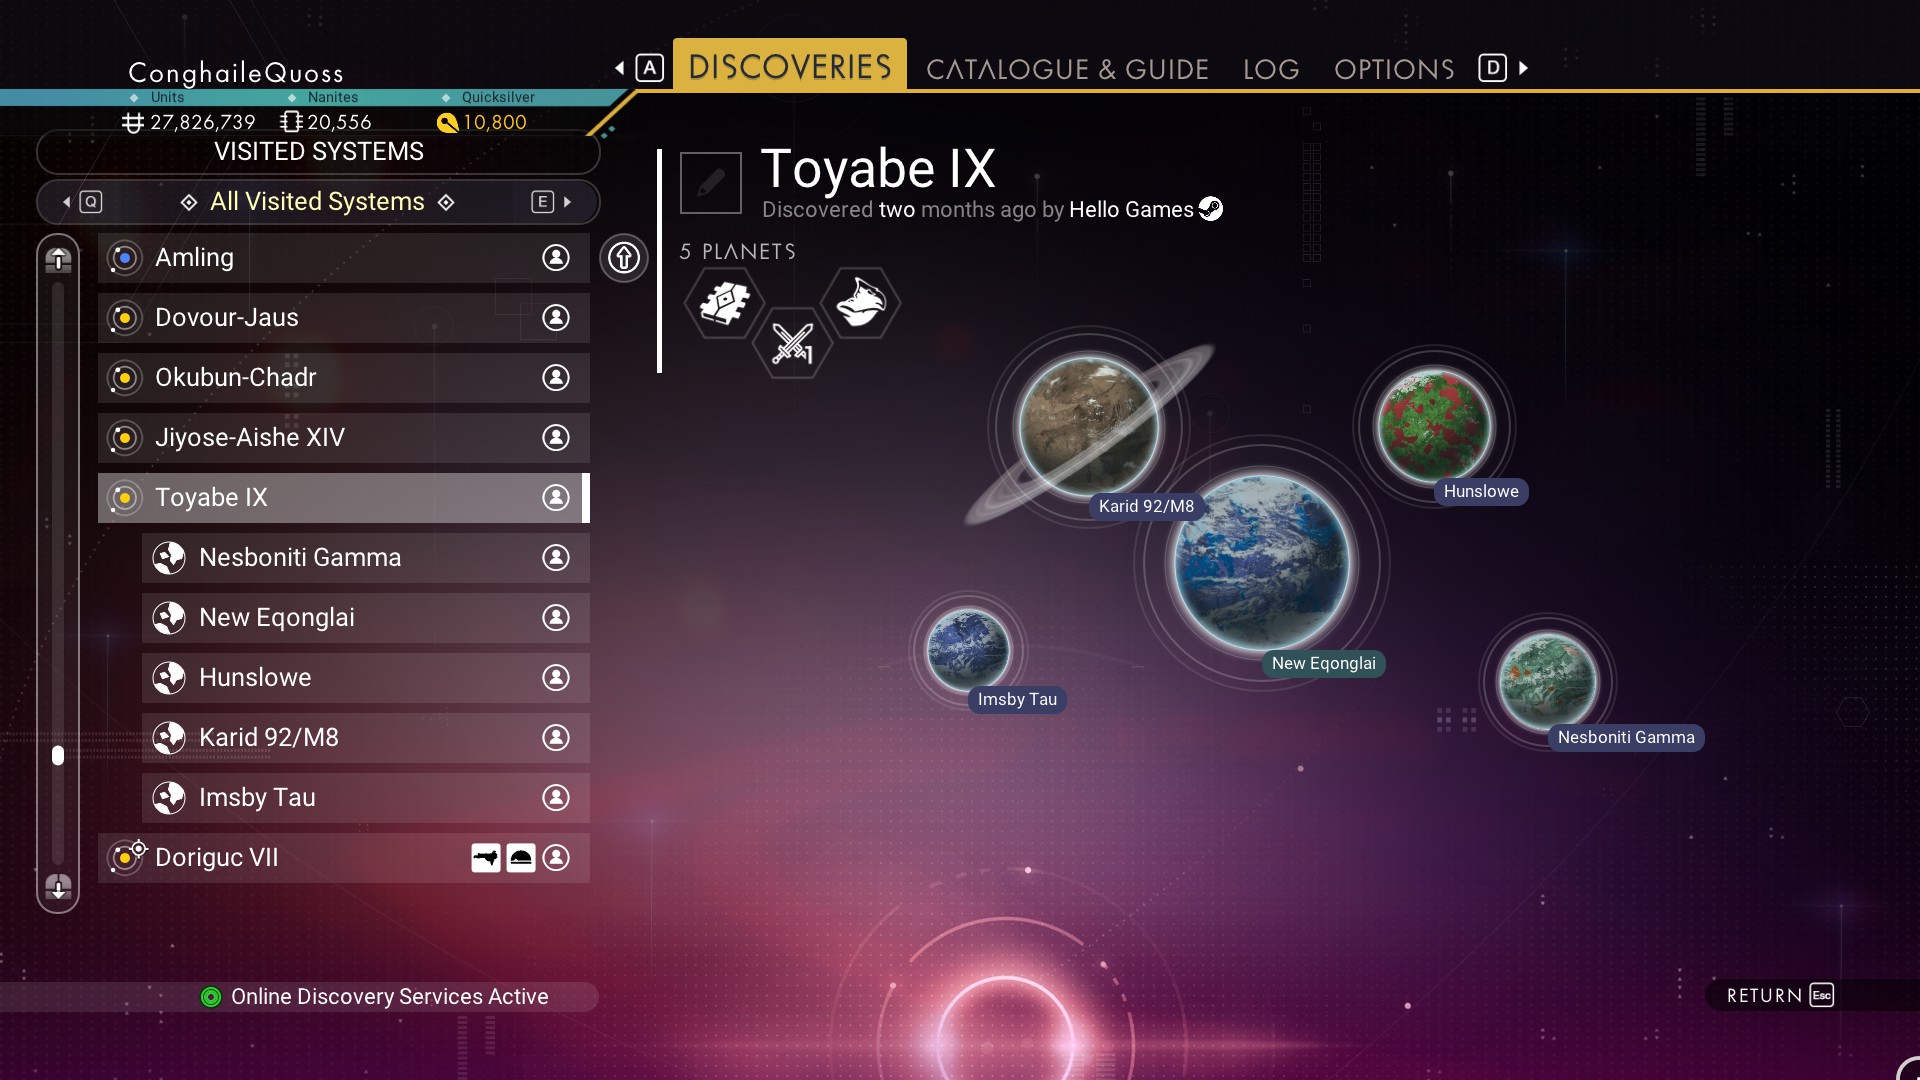 ConghaileQuoss
Units
Nanites
Quicksilver
27,826,739
20,556
10,800
A
DISCOVERIES
CATALOGUE & GUIDE
LOG
OPTIONS
D
VISITED SYSTEMS
Q
All Visited Systems
E
Amling
Dovour-Jaus
Okubun-Chadr
Jiyose-Aishe XIV
Toyabe IX
Nesboniti Gamma
New Eqonglai
Hunslowe
Karid 92/M8
Imsby Tau
Doriguc VII
Online Discovery Services Active
Toyabe IX
Discovered two months ago by Hello Games
5 PLANETS
1
Karid 92/M8
Hunslowe
New Eqonglai
Imsby Tau
Nesboniti Gamma
RETURN Esc